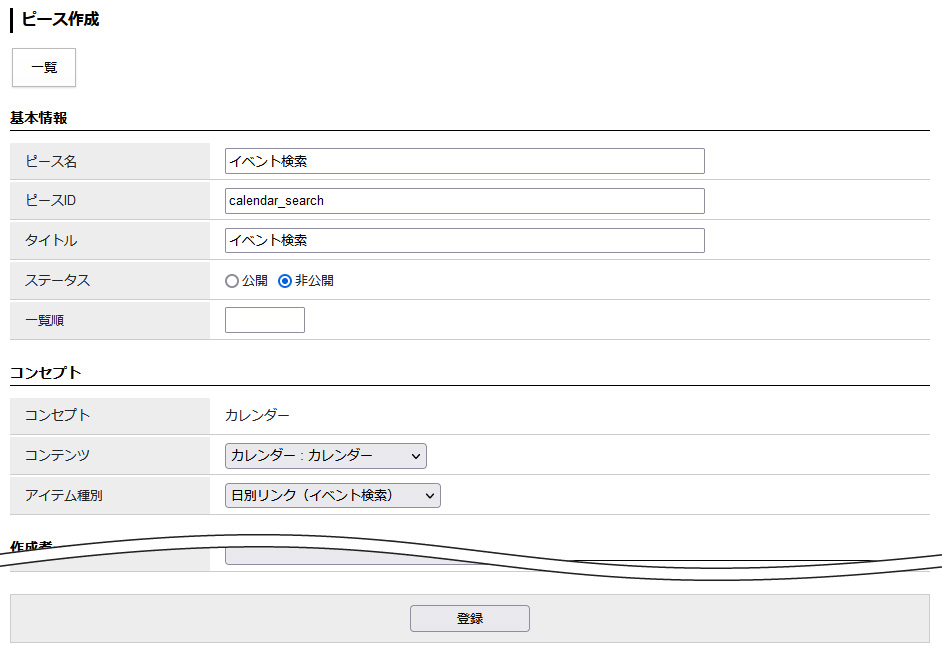 ピース作成
一覧
基本情報
ピース名 イベント検索
ピースID calendar_search
タイトル イベント検索
ステータス 公開 非公開
一覧順
コンセプト
コンセプト カレンダー
コンテンツ カレンダー : カレンダー
アイテム種別 日別リンク（イベント検索）
作成者
登録